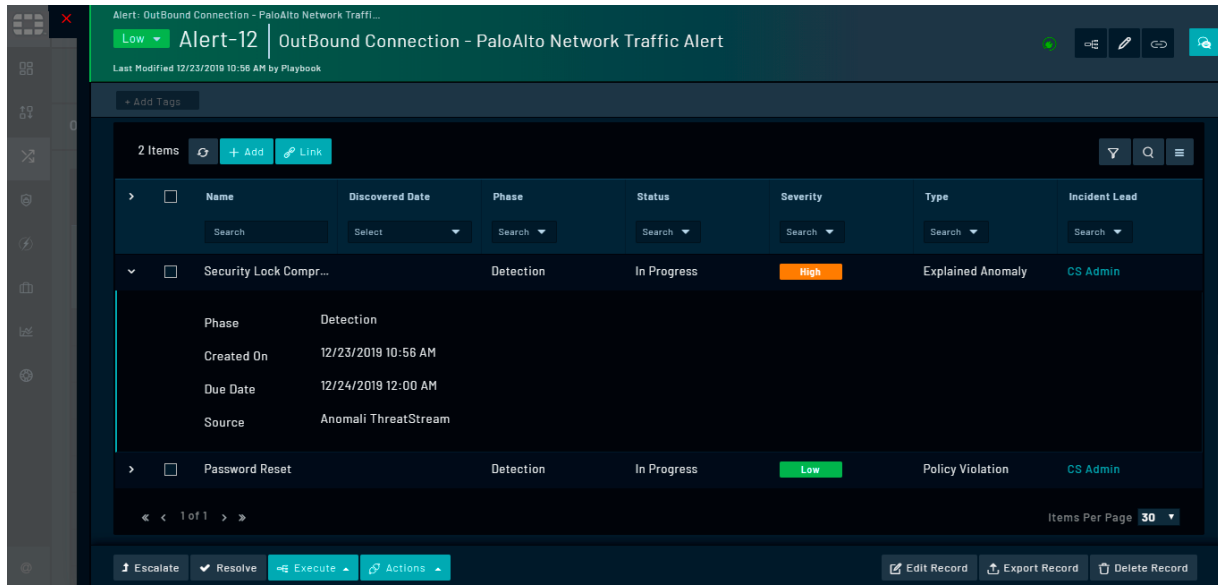 Alert: OutBound Connection - PaloAlto Network Traffi...
Low Alert-12 OutBound Connection - PaloAlto Network Traffic Alert
Last Modified 12/23/2019 10:56 AM by Playbook
+ Add Tags
2 Items + Add Link
Name Discovered Date Phase Status Severity Type Incident Lead
Search Select Search Search Search Search Search
Security Lock Compr... Detection In Progress High Explained Anomaly CS Admin
Phase Detection
Created On 12/23/2019 10:56 AM
Due Date 12/24/2019 12:00 AM
Source Anomali ThreatStream
Password Reset Detection In Progress Low Policy Violation CS Admin
1 of 1 Items Per Page 30
Escalate Resolve Execute Actions Edit Record Export Record Delete Record